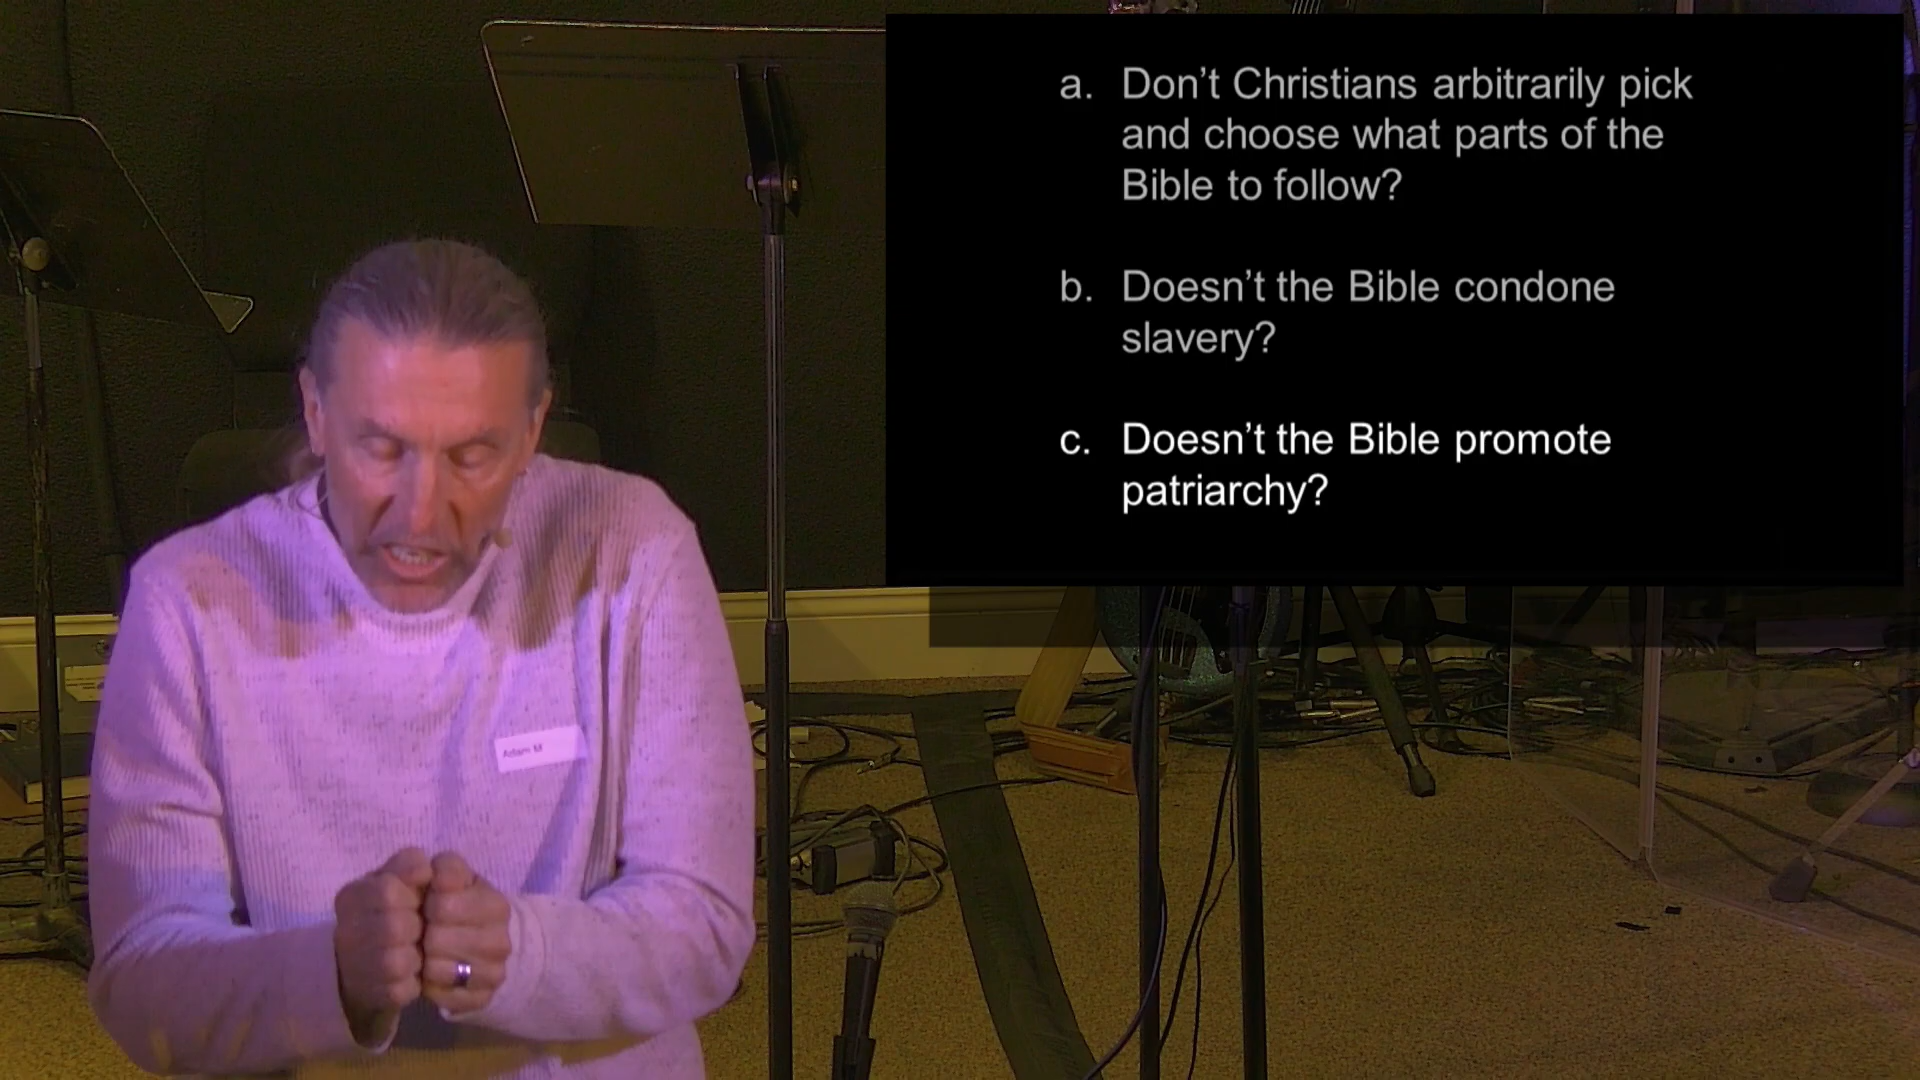 a. Don't Christians arbitrarily pick
and choose what parts of the
Bible to follow?
b. Doesn't the Bible condone
slavery?
c. Doesn't the Bible promote
patriarchy?
Adam M